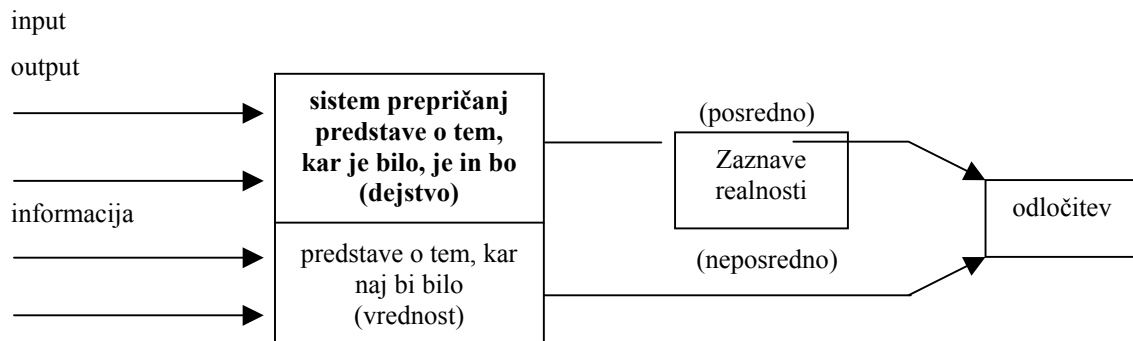 input
output
sistem prepričanj
predstave o tem,
kar je bilo, je in bo
(dejstvo)
(posredno)
Zaznave
realnosti
informacija
odločitev
predstave o tem, kar
naj bi bilo
(vrednost)
(neposredno)